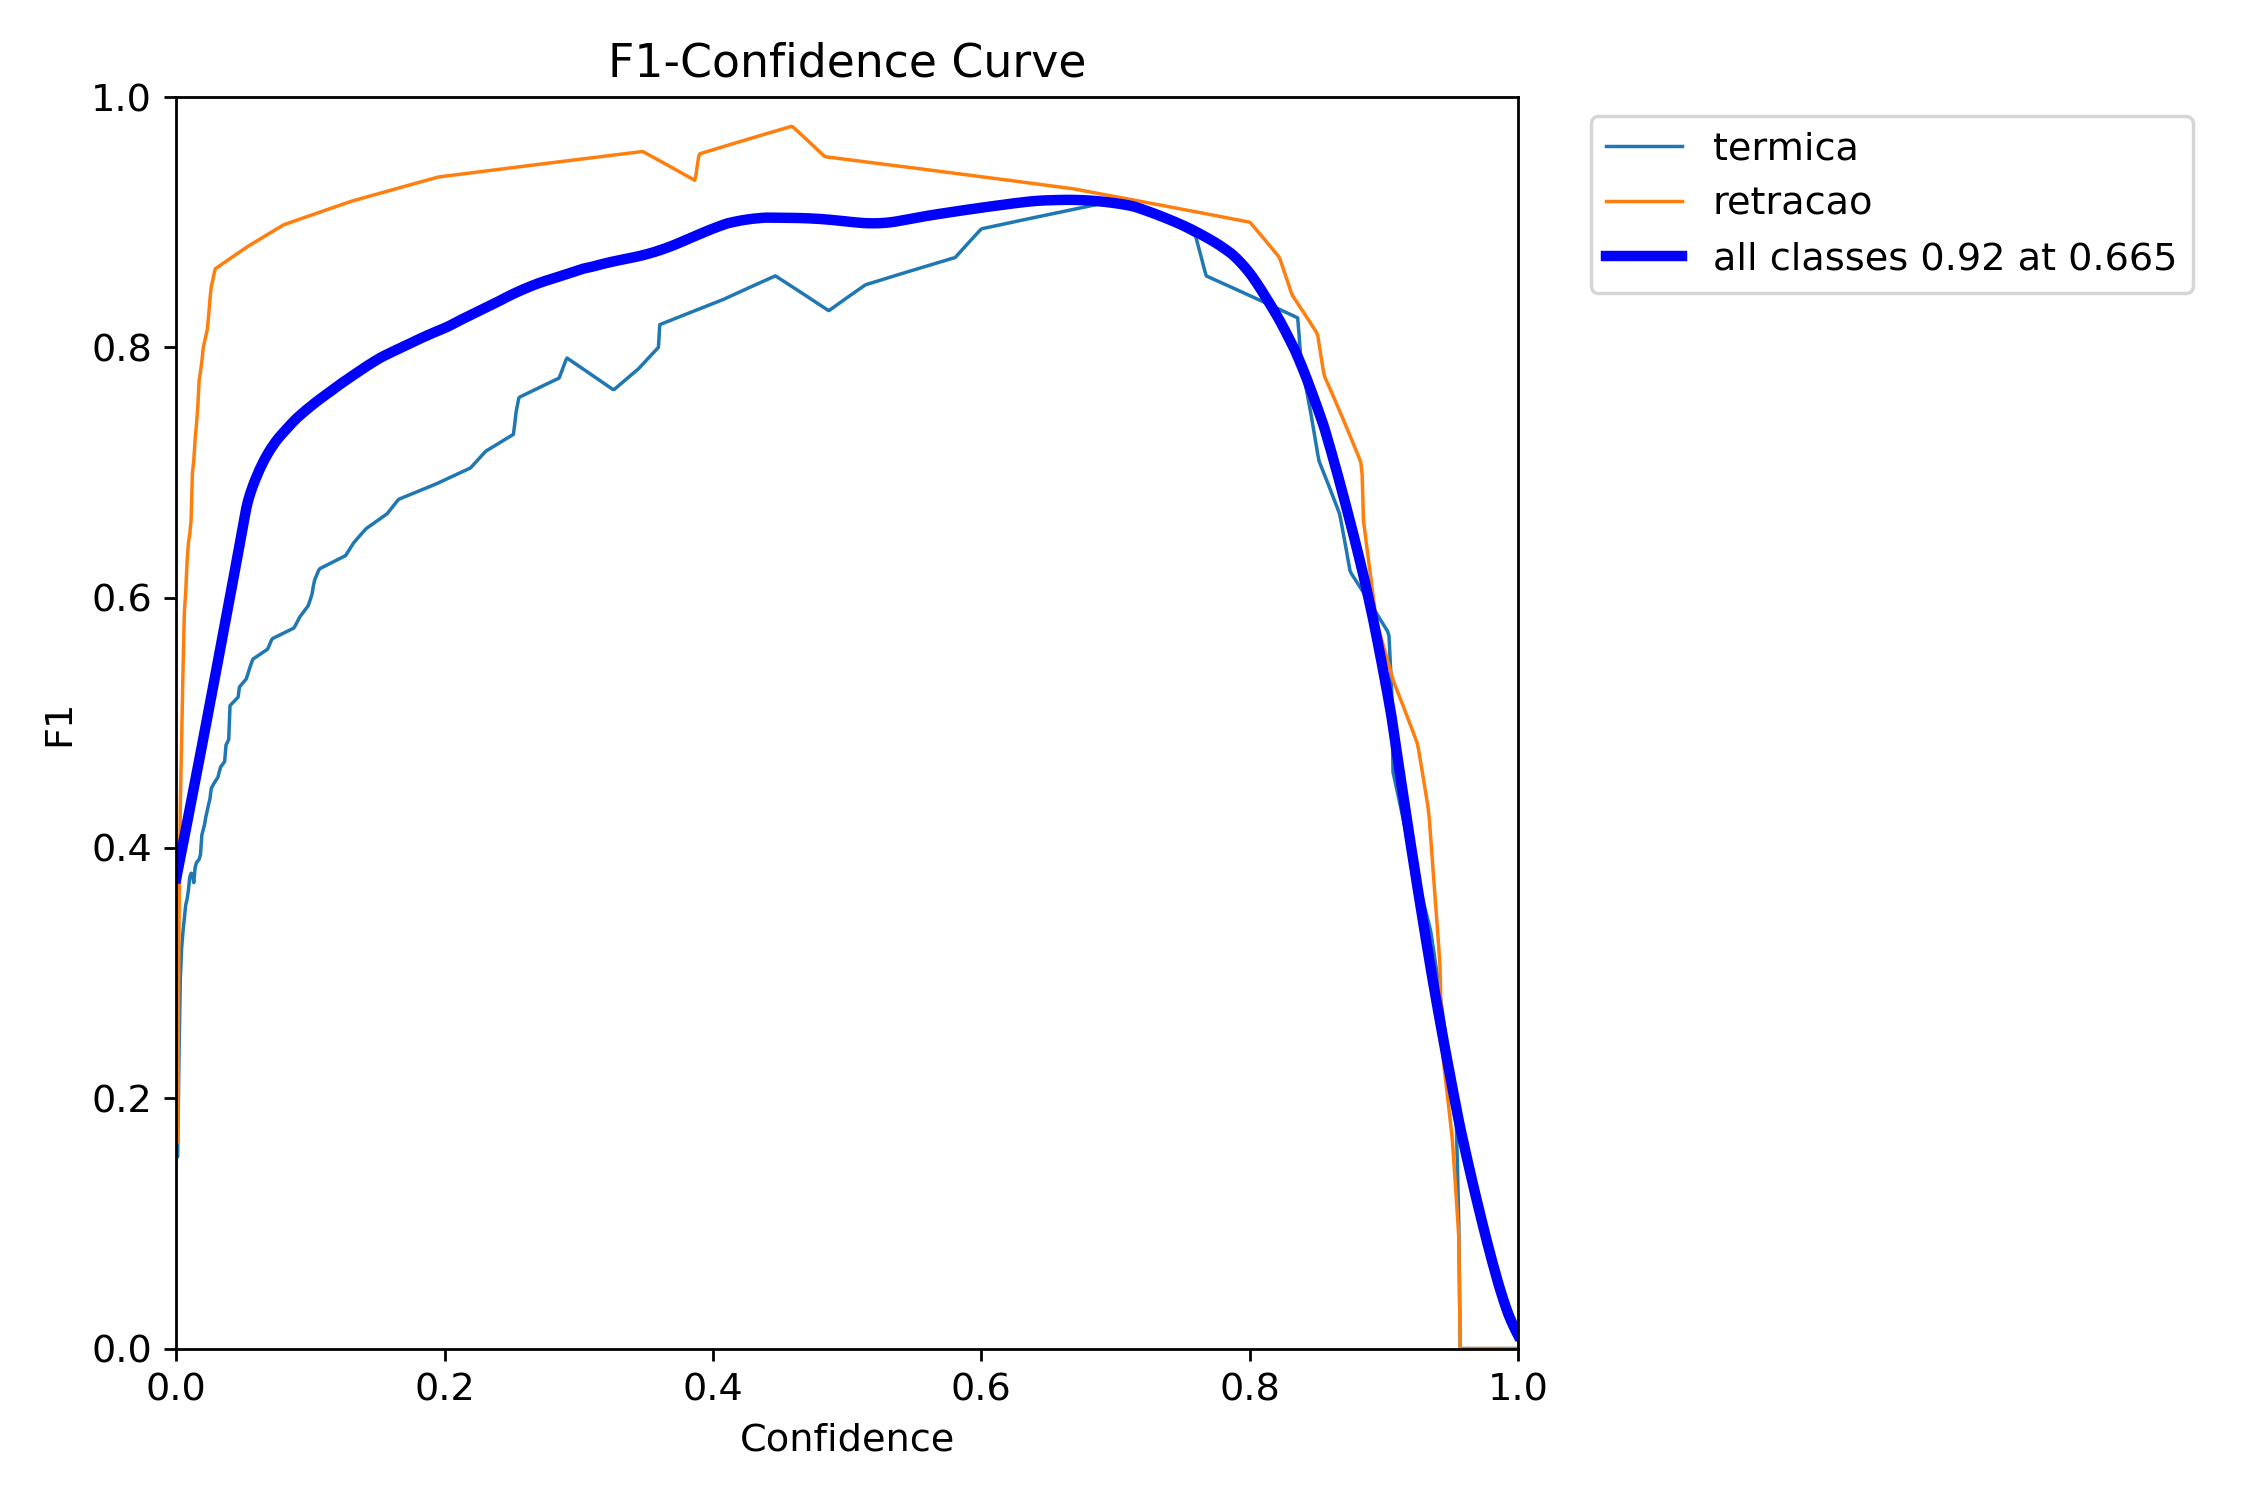 F1-Confidence Curve
1.0
0.8
0.6
0.4
0.2
0.0
F1
0.0 0.2 0.4 0.6 0.8 1.0
Confidence
termica
retracao
all classes 0.92 at 0.665